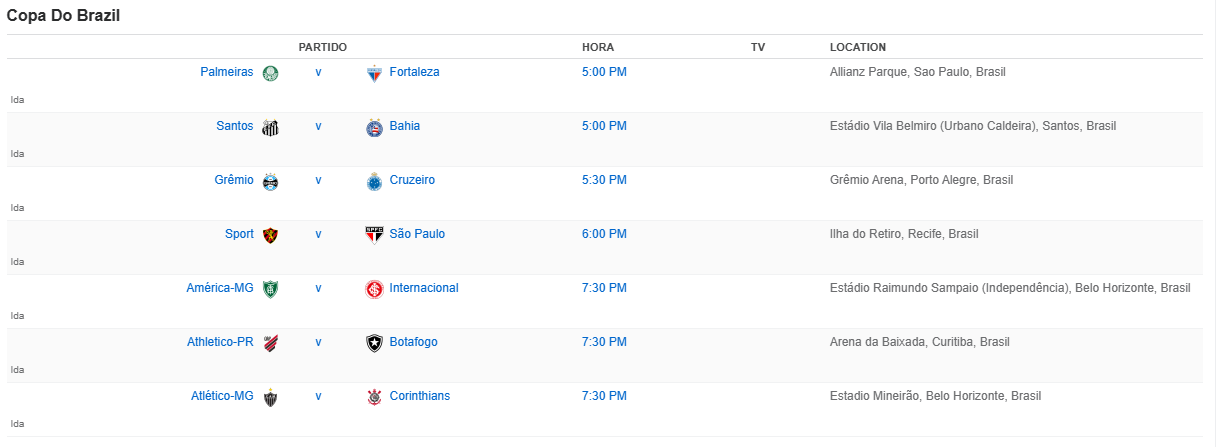 Copa Do Brazil
PARTIDO HORA TV LOCATION
Palmeiras v Fortaleza 5:00 PM Allianz Parque, Sao Paulo, Brasil
Ida
Santos v Bahia 5:00 PM Estádio Vila Belmiro (Urbano Caldeira), Santos, Brasil
Ida
Grêmio v Cruzeiro 5:30 PM Grêmio Arena, Porto Alegre, Brasil
Ida
Sport v São Paulo 6:00 PM Ilha do Retiro, Recife, Brasil
Ida
América-MG v Internacional 7:30 PM Estádio Raimundo Sampaio (Independência), Belo Horizonte, Brasil
Ida
Athletico-PR v Botafogo 7:30 PM Arena da Baixada, Curitiba, Brasil
Ida
Atlético-MG v Corinthians 7:30 PM Estadio Mineirão, Belo Horizonte, Brasil
Ida